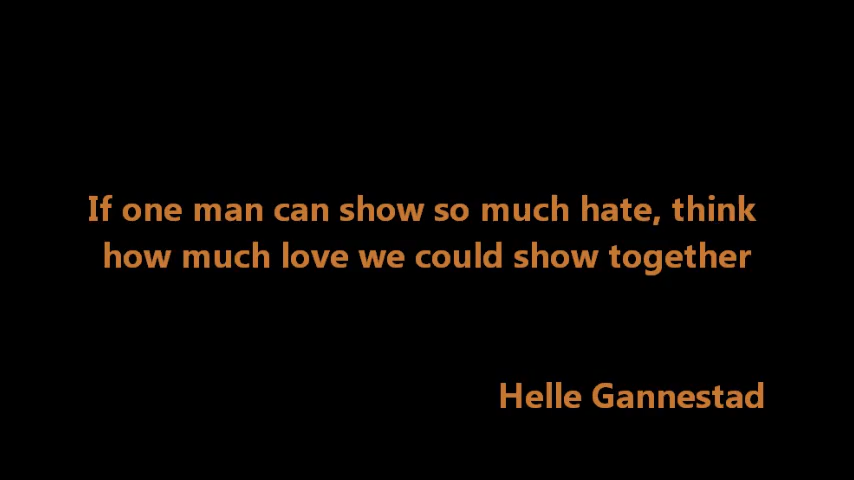 If one man can show so much hate, think
how much love we could show together
Helle Gannestad